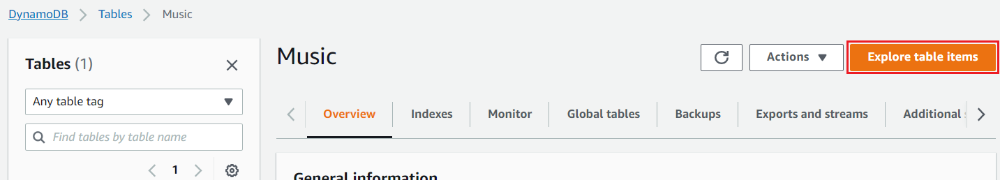 DynamoDB > Tables > Music
Tables (1)
Any table tag
Find tables by table name
1
Music
Actions
Explore table items
Overview
Indexes
Monitor
Global tables
Backups
Exports and streams
Additional
General information